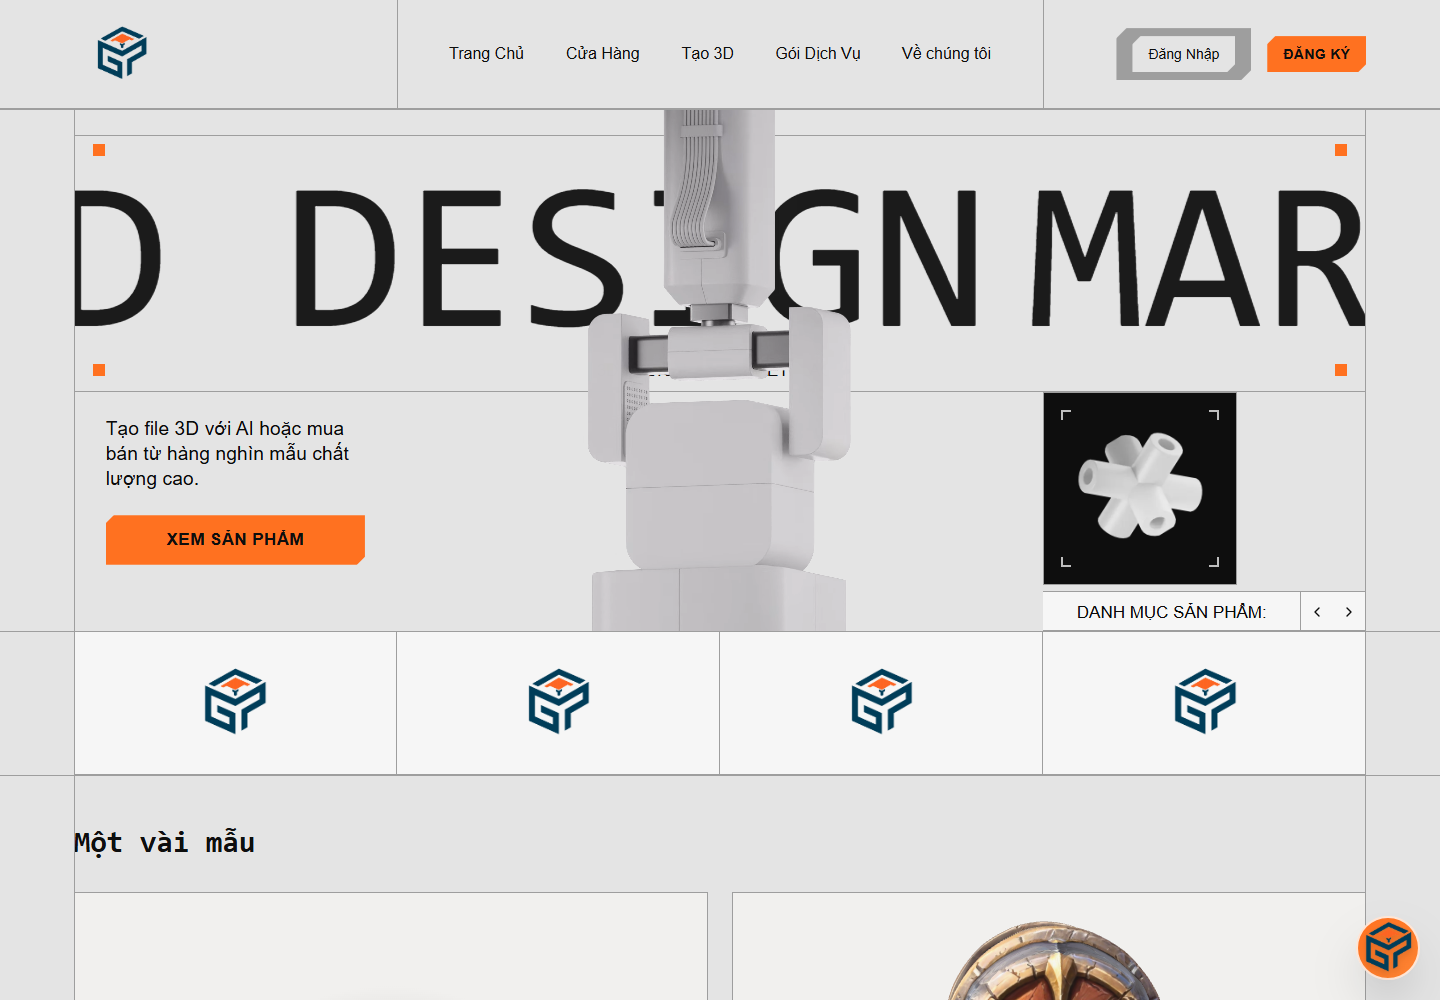 Trang Chủ
Cửa Hàng
Tạo 3D
Gói Dịch Vụ
Về chúng tôi
Đăng Nhập
ĐĂNG KÝ
D DESIGN MAR
Tạo file 3D với AI hoặc mua
bán từ hàng nghìn mẫu chất
lượng cao.
XEM SẢN PHẨM
DANH MỤC SẢN PHẨM:
Một vài mẫu